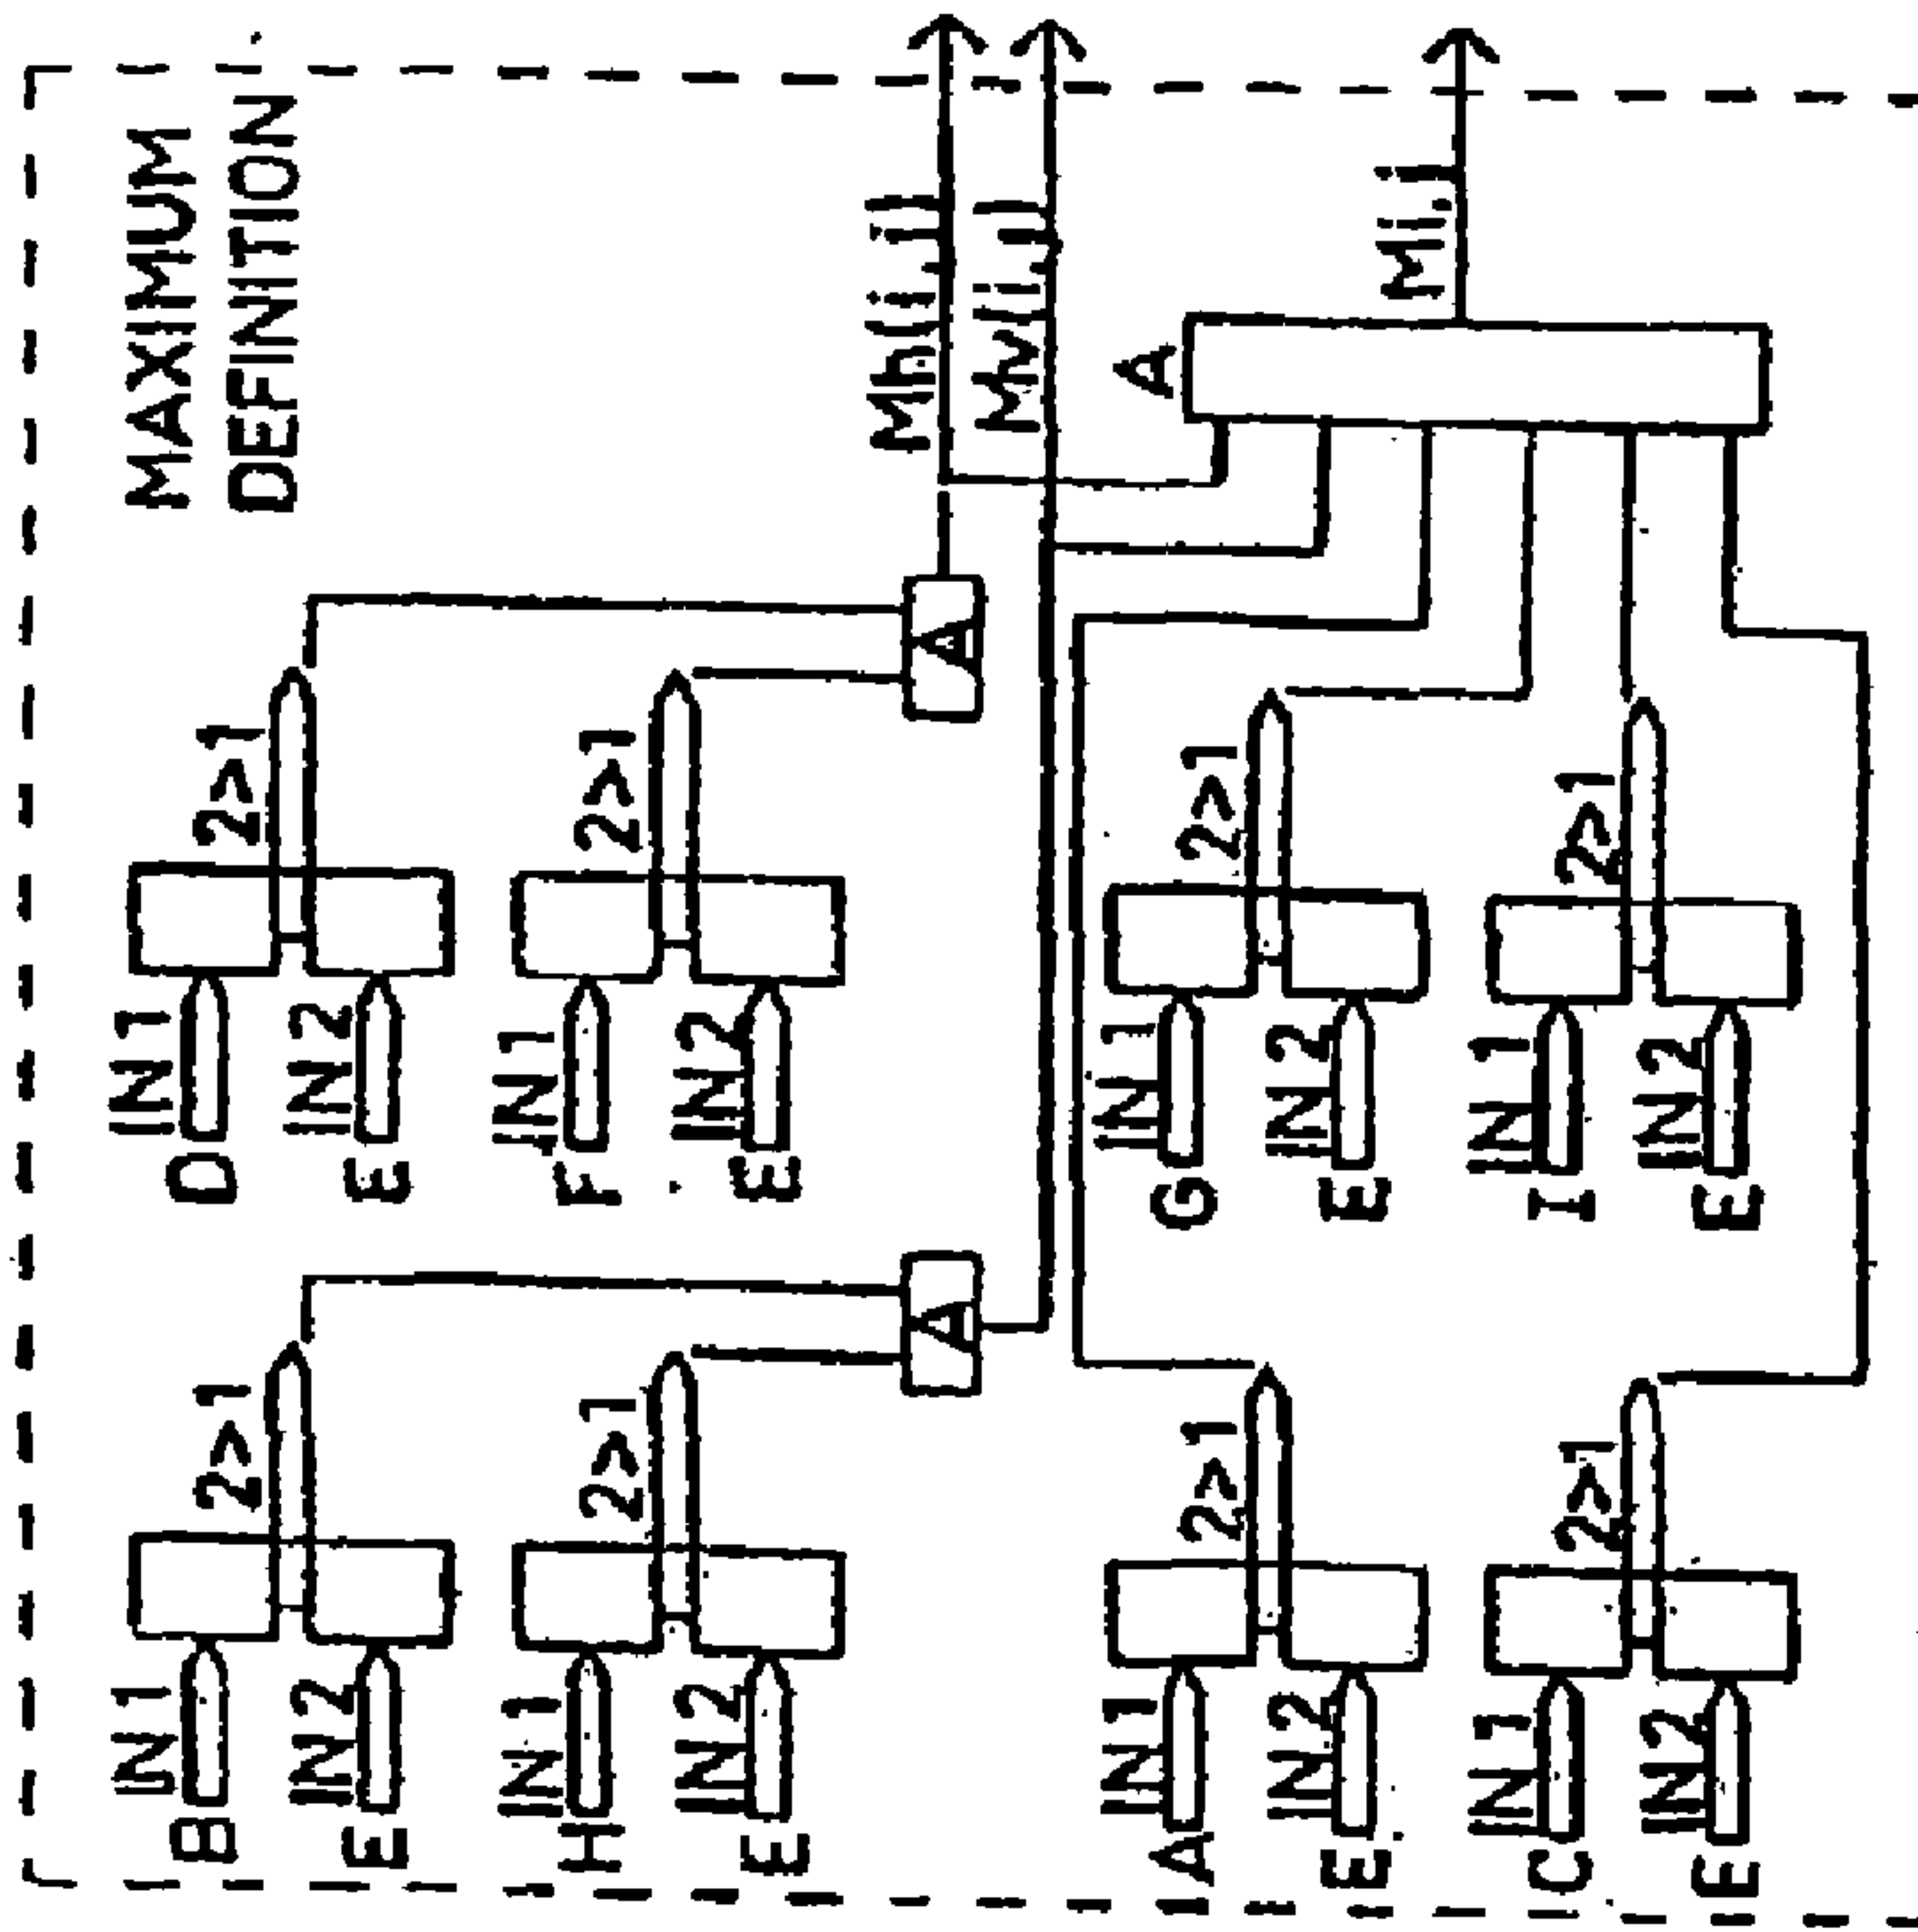 MAXIMUM
DEFINITION
B IN1 2>1
E IN2
D IN1 2>1
E IN2
H IN1 2>1
E IN2
F IN1 2>1
E IN2
A
A
Mh(i,j)
Mv(i,j)
A
A IN1 2>1
E IN2
G IN1 2>1
E IN2
Mi,j
C IN1 2>1
E IN2
I IN1 2>1
E IN2